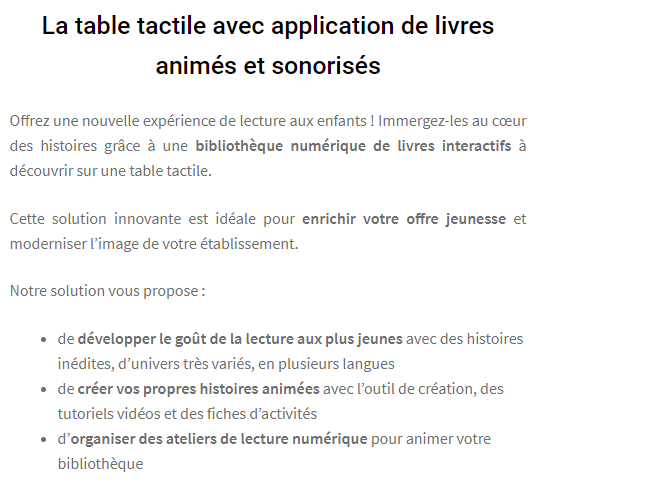 La table tactile avec application de livres
animés et sonorisés
Offrez une nouvelle expérience de lecture aux enfants ! Immergez-les au cœur
des histoires grâce à une bibliothèque numérique de livres interactifs à
découvrir sur une table tactile.
Cette solution innovante est idéale pour enrichir votre offre jeunesse et
moderniser l’image de votre établissement.
Notre solution vous propose :
• de développer le goût de la lecture aux plus jeunes avec des histoires
inédites, d’univers très variés, en plusieurs langues
• de créer vos propres histoires animées avec l’outil de création, des
tutoriels vidéos et des fiches d’activités
• d’organiser des ateliers de lecture numérique pour animer votre
bibliothèque